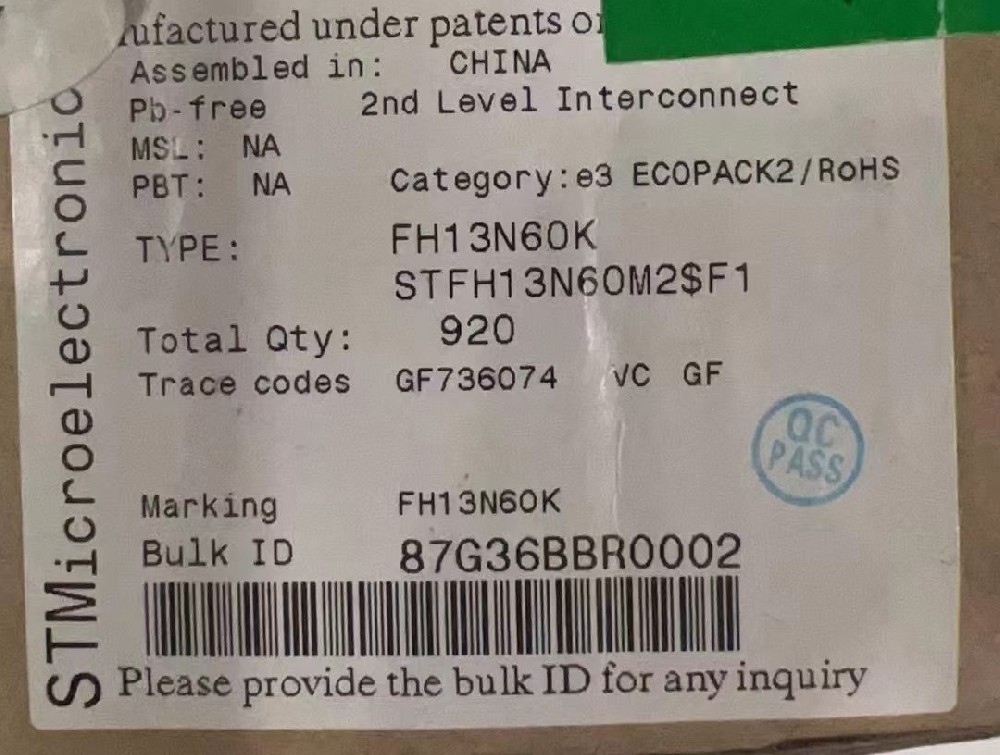 ufactured under patents o
Assembled in: CHINA
Pb-free 2nd Level Interconnect
MSL: NA
PBT: NA Category:e3 ECOPACK2/RoHS
TYPE: FH13N60K
STFH13N60M2$F1
Total Qty: 920
Trace codes GF736074 VC GF
QC
PASS
Marking FH13N60K
Bulk ID 87G36BBR0002
Please provide the bulk ID for any inquiry
STMicroelectronic